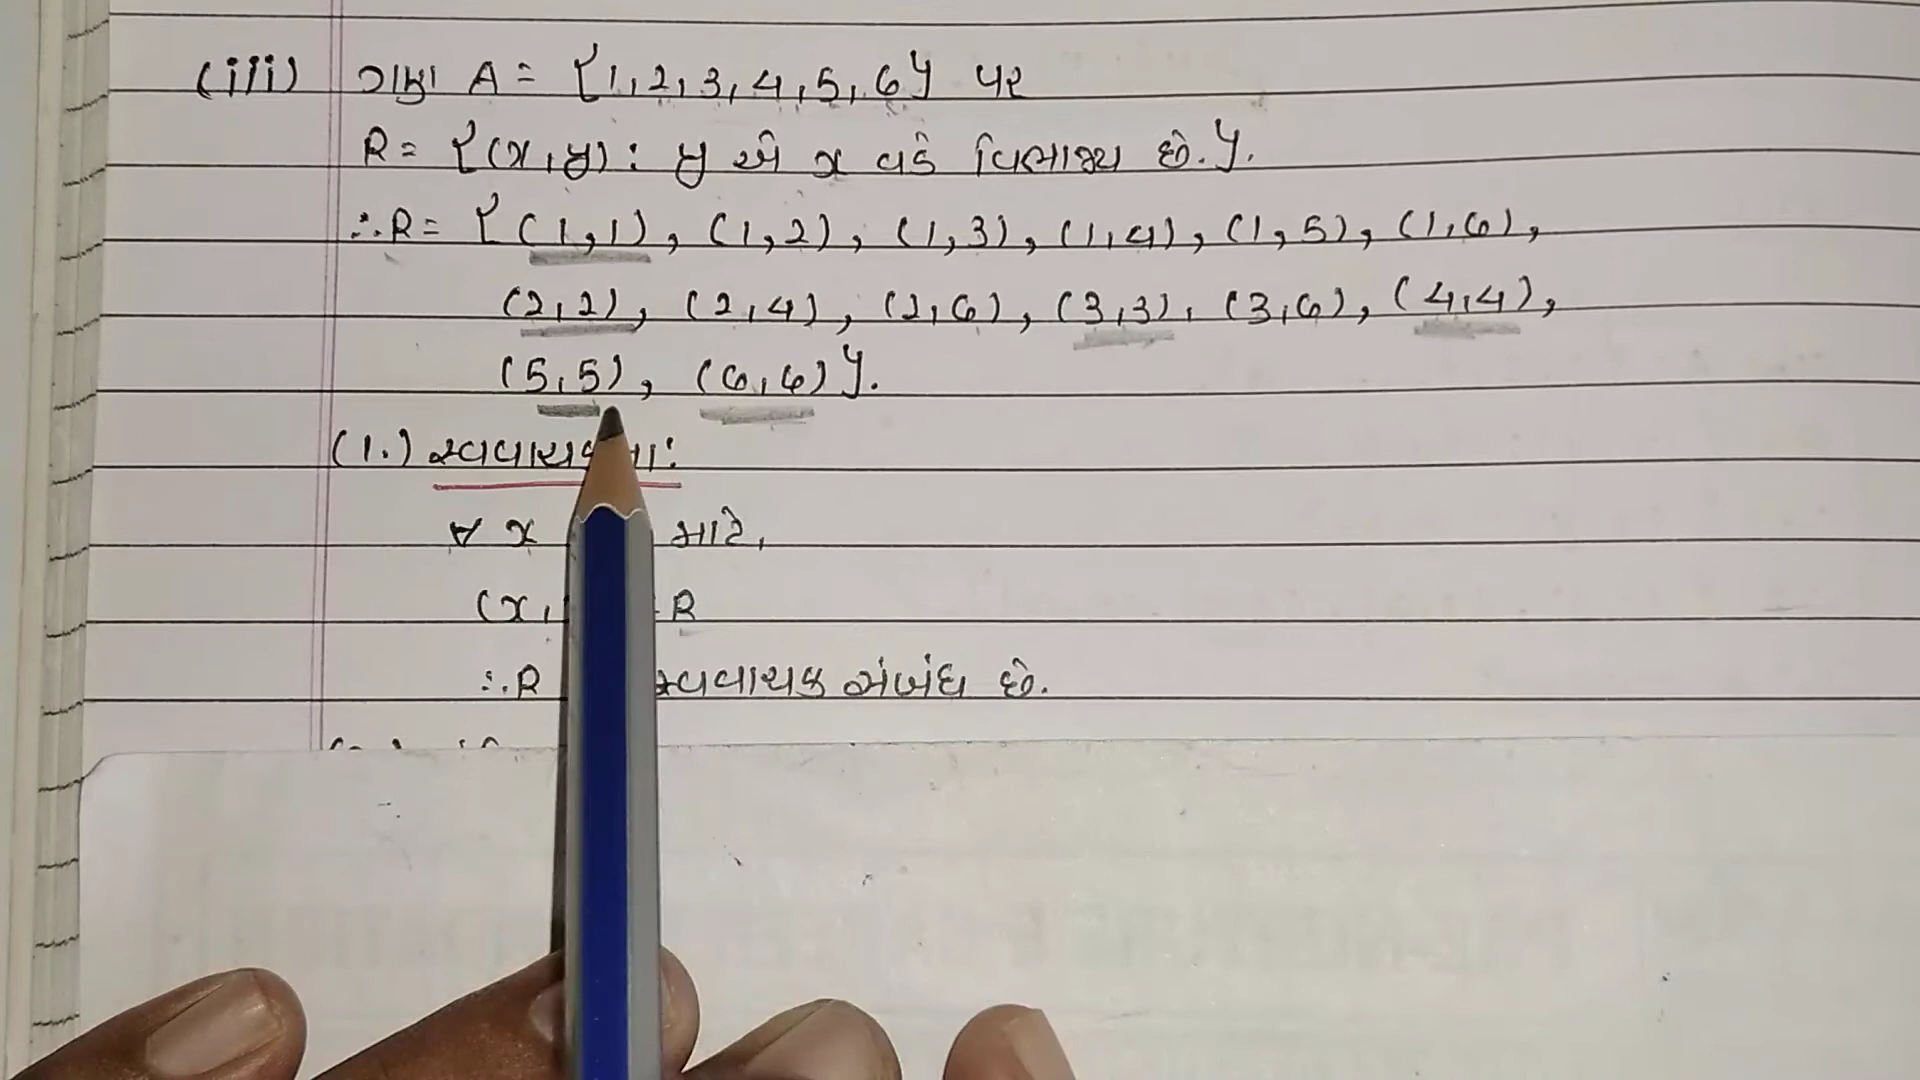 (iii) ગણ A = {1,2,3,4,5,6} પર
R = {(x,y) : y એ x વડે વિભાજ્ય છે.}.
∴R = {(1,1), (1,2), (1,3), (1,4), (1,5), (1,6),
(2,2), (2,4), (2,6), (3,3), (3,6), (4,4),
(5,5), (6,6)}.
(1.) સ્વવાચકતા:
∀ x માટે,
(x, R
∴R સ્વવાચક સંબંધ છે.